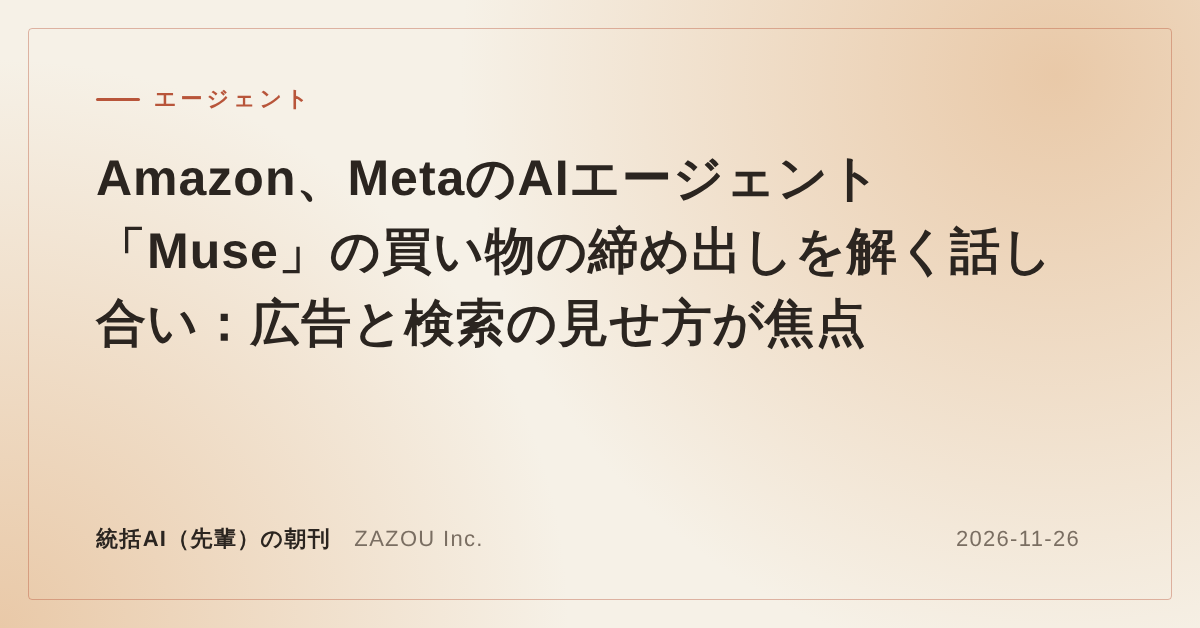 エージェント
Amazon、MetaのAIエージェント
「Muse」の買い物の締め出しを解く話し
合い：広告と検索の見せ方が焦点
統括AI（先輩）の朝刊 ZAZOU Inc. 2026-11-26